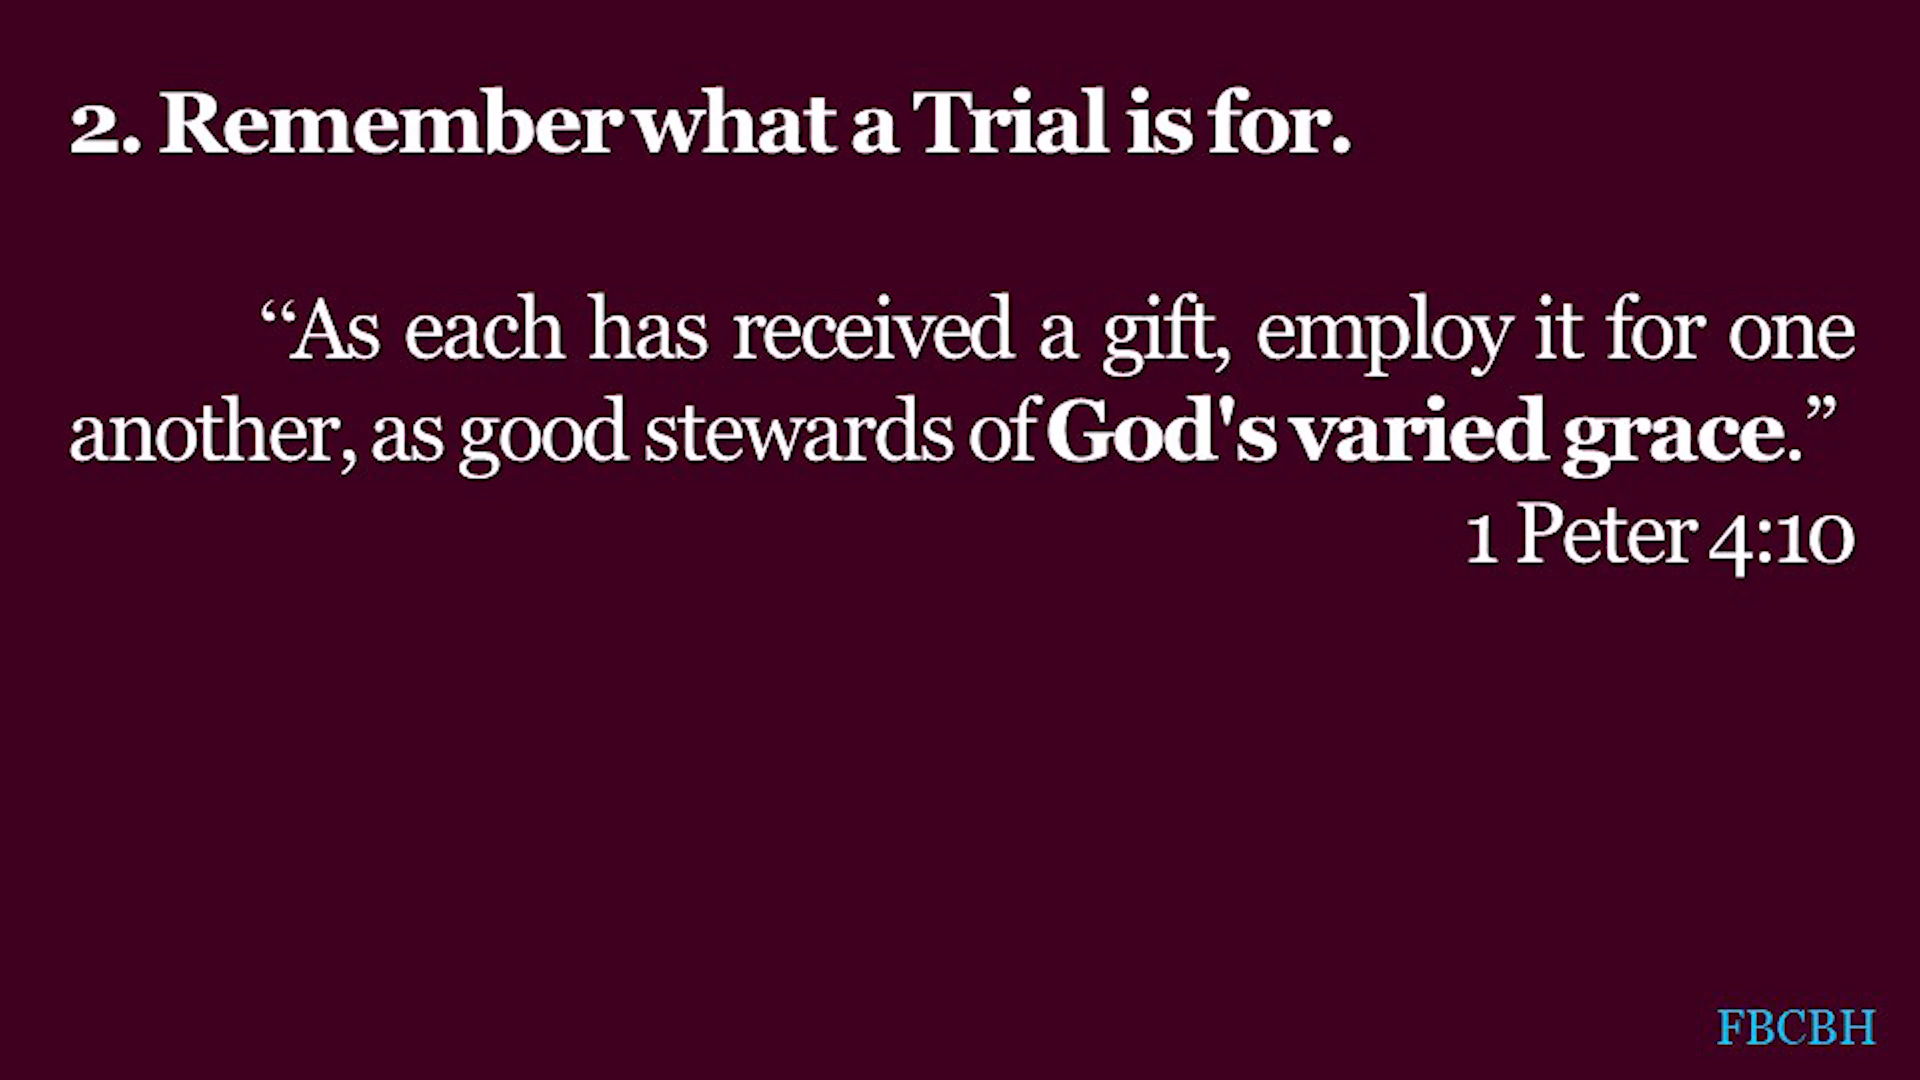 2. Remember what a Trial is for.
“As each has received a gift, employ it for one
another, as good stewards of God's varied grace.”
1 Peter 4:10
FBCBH